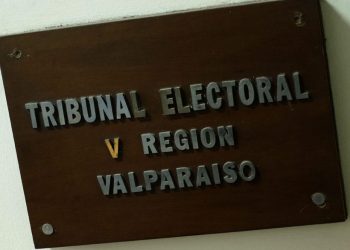 TRIBUNAL ELECTORAL
V REGION
VALPARAISO